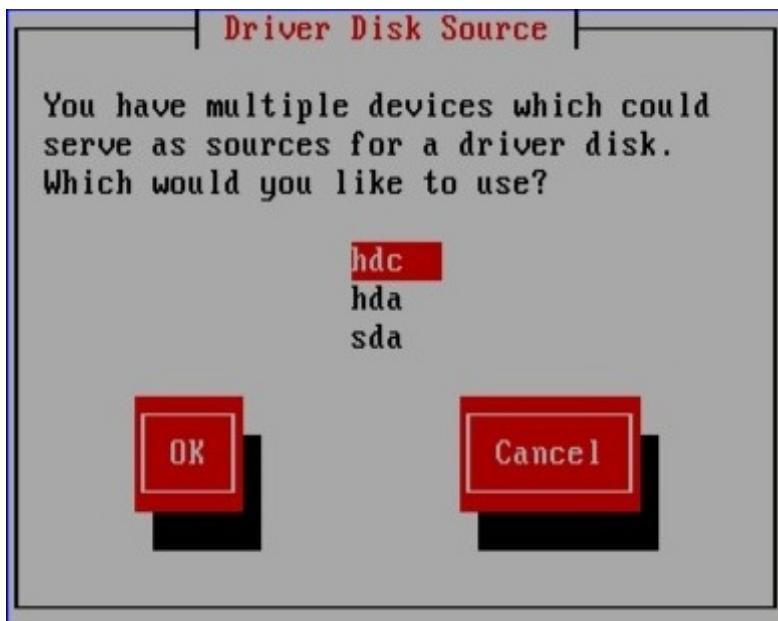 Driver Disk Source
You have multiple devices which could
serve as sources for a driver disk.
Which would you like to use?
hdc
hda
sda
OK Cancel